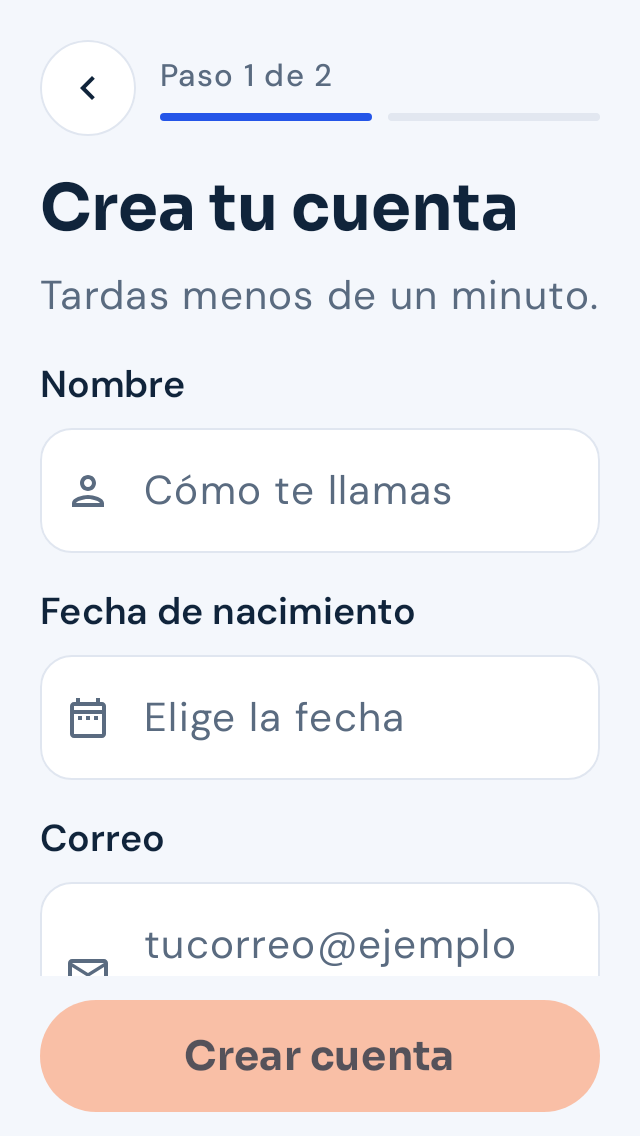 Paso 1 de 2
Crea tu cuenta
Tardas menos de un minuto.
Nombre
Cómo te llamas
Fecha de nacimiento
Elige la fecha
Correo
tucorreo@ejemplo
Crear cuenta